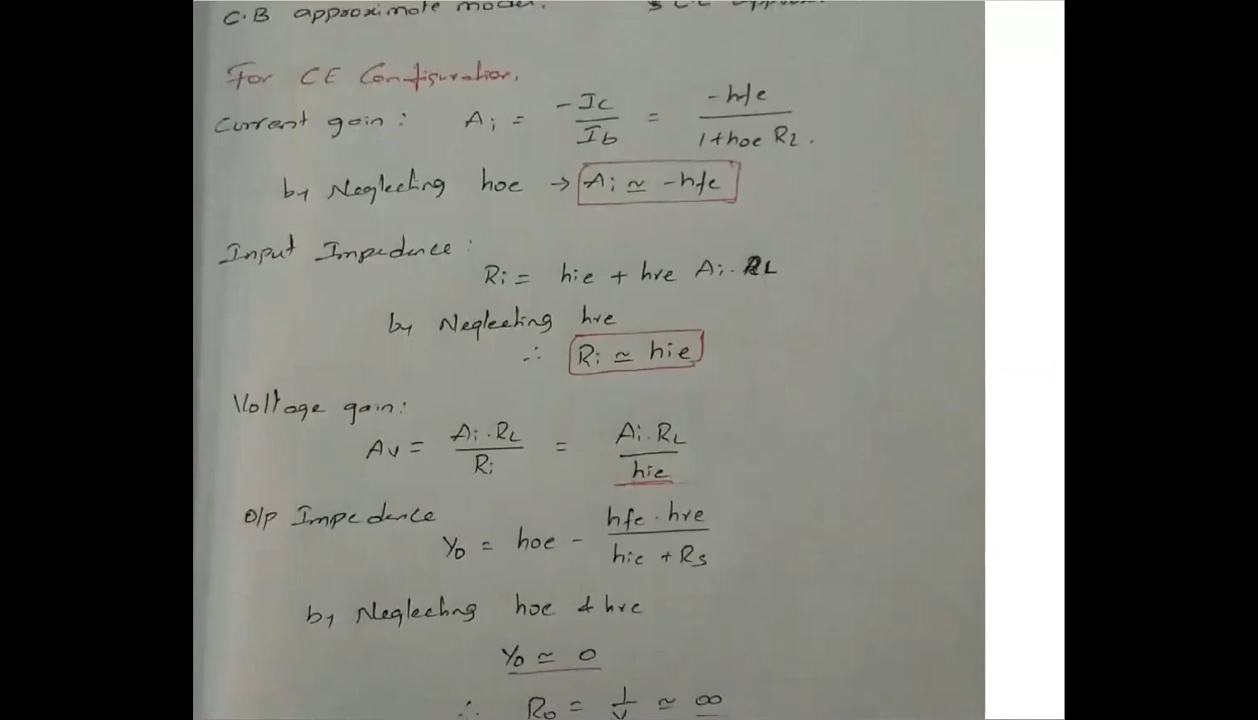 C.B approximate model.
For CE Configuration.
Current gain : Ai = -Ic / Ib = -hfe / 1+hoe RL.
by Neglecting hoe → Ai ≃ -hfe
Input Impedence :
Ri = hie + hre Ai. RL
by Neglecting hre
∴ Ri ≃ hie
Voltage gain:
Av = Ai.RL / Ri = Ai.RL / hie
O/p Impedence
Yo = hoe - hfe.hre / hie + Rs
by Neglecting hoe & hre
Yo ≃ 0
∴ Ro = 1/Y ≃ ∞